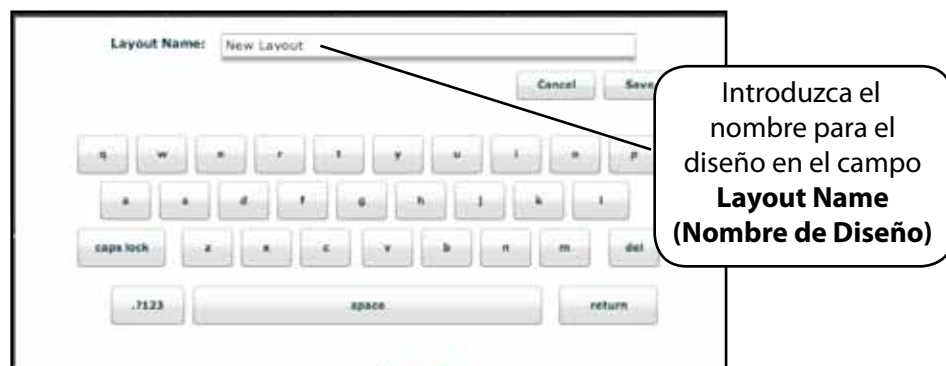 Layout Name: New Layout
Cancel Save
q w e r t y u i o p
a s d f g h j k l
caps lock z x c v b n m del
.?123 space return
Introduzca el
nombre para el
diseño en el campo
Layout Name
(Nombre de Diseño)